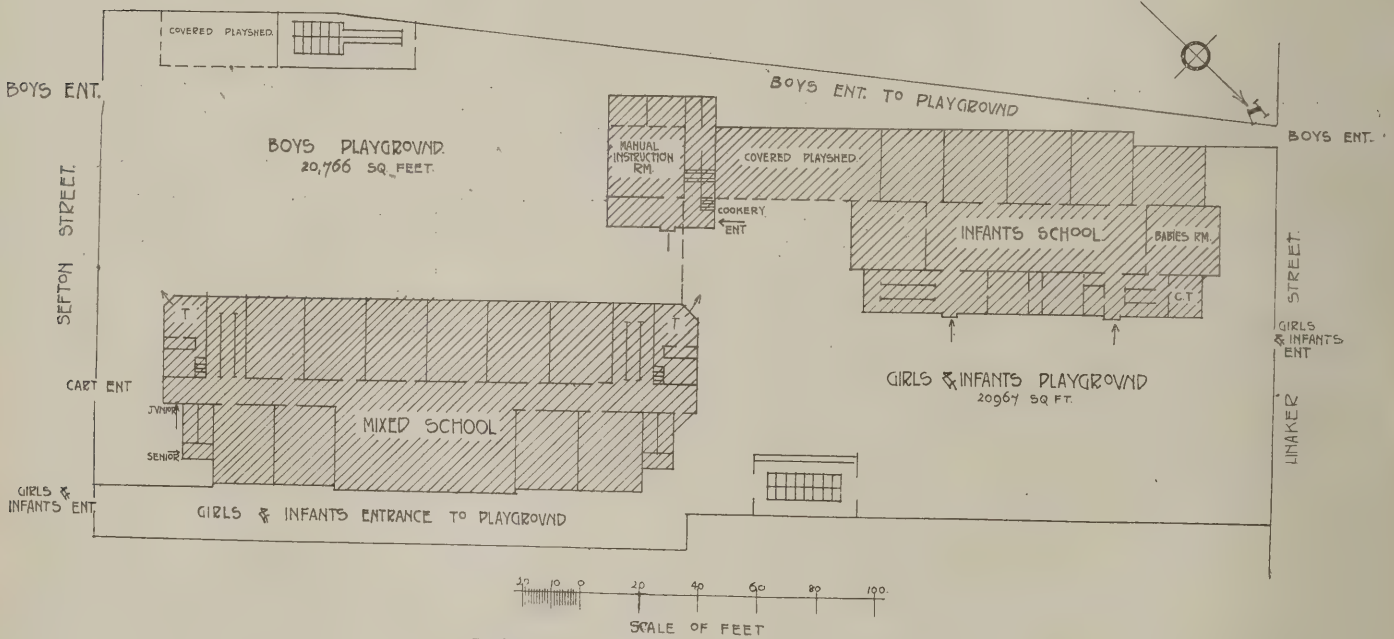 COVERED PLAYSHED.
BOYS ENT.
BOYS ENT. TO PLAYGROUND
BOYS ENT.
BOYS PLAYGROUND.
20,766 SQ. FEET.
MANUAL
INSTRUCTION
RM.
COVERED PLAYSHED.
COOKERY
ENT
INFANTS SCHOOL.
BABIES RM.
C.T
SEFTON STREET.
LINAKER STREET.
GIRLS
& INFANTS
ENT
T
T
CART ENT
GIRLS & INFANTS PLAYGROUND
20967 SQ FT.
JUNIOR
MIXED SCHOOL
SENIOR
GIRLS &
INFANTS ENT
GIRLS & INFANTS ENTRANCE TO PLAYGROUND
20 10 0 20 40 60 80 100.
SCALE OF FEET